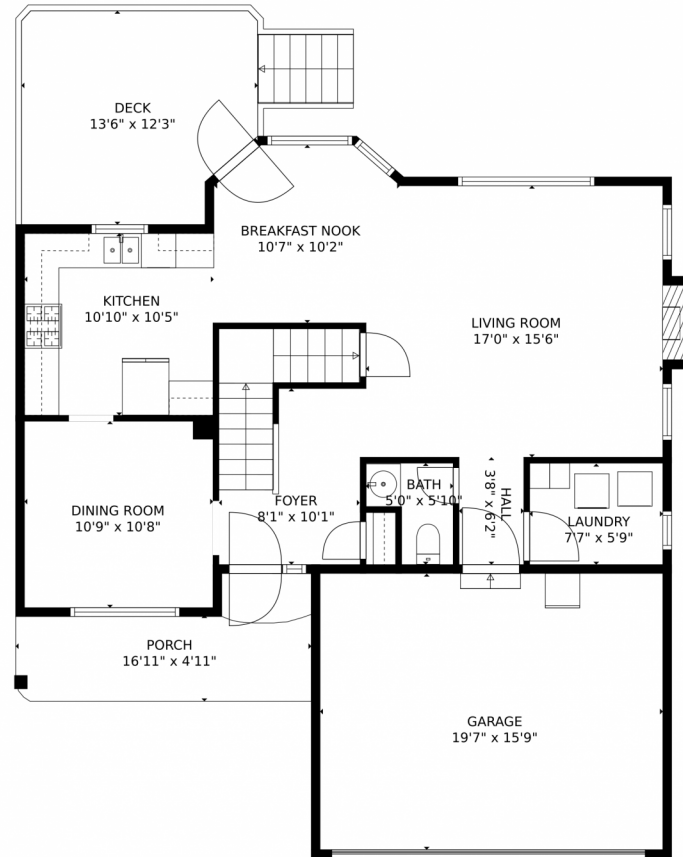 DECK
13'6" x 12'3"
BREAKFAST NOOK
10'7" x 10'2"
KITCHEN
10'10" x 10'5"
LIVING ROOM
17'0" x 15'6"
BATH
5'0" x 5'10"
HALL
3'8" x 6'2"
FOYER
8'1" x 10'1"
DINING ROOM
10'9" x 10'8"
LAUNDRY
7'7" x 5'9"
PORCH
16'11" x 4'11"
GARAGE
19'7" x 15'9"